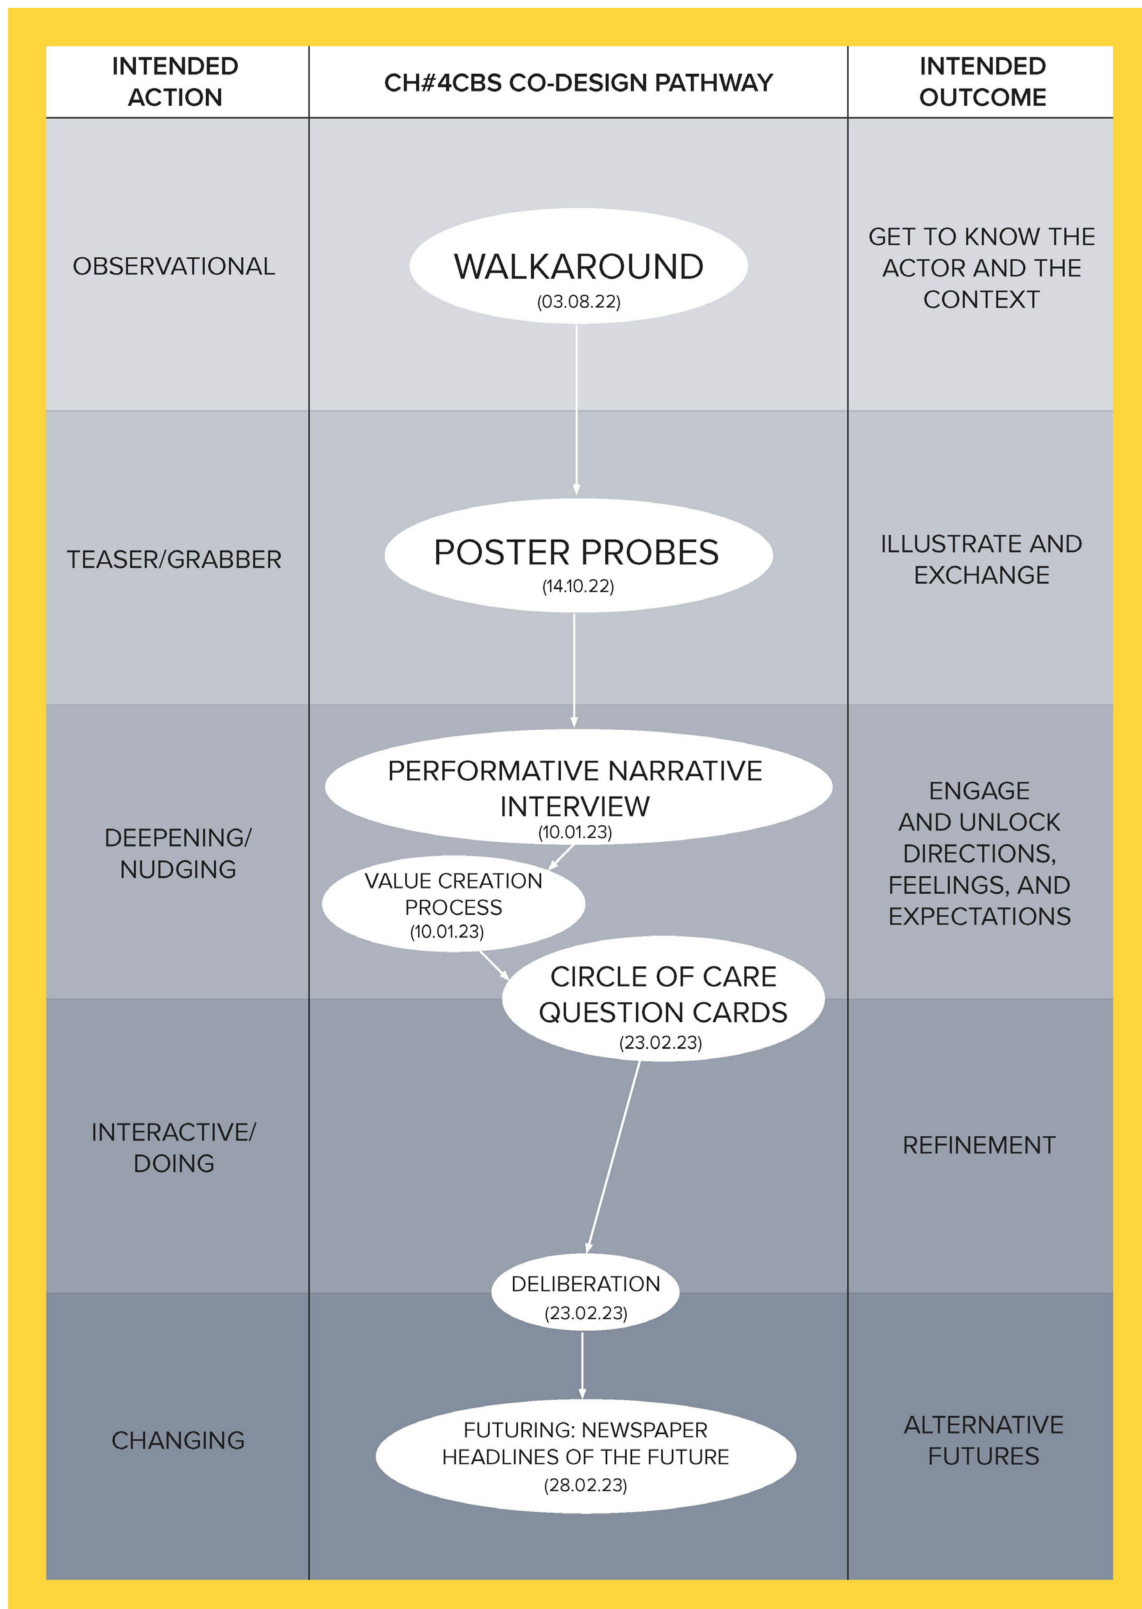 INTENDED
ACTION
CH#4CBS CO-DESIGN PATHWAY
INTENDED
OUTCOME
OBSERVATIONAL
WALKAROUND
(03.08.22)
GET TO KNOW THE
ACTOR AND THE
CONTEXT
TEASER/GRABBER
POSTER PROBES
(14.10.22)
ILLUSTRATE AND
EXCHANGE
DEEPENING/
NUDGING
PERFORMATIVE NARRATIVE
INTERVIEW
(10.01.23)
VALUE CREATION
PROCESS
(10.01.23)
CIRCLE OF CARE
QUESTION CARDS
(23.02.23)
ENGAGE
AND UNLOCK
DIRECTIONS,
FEELINGS, AND
EXPECTATIONS
INTERACTIVE/
DOING
REFINEMENT
DELIBERATION
(23.02.23)
CHANGING
FUTURING: NEWSPAPER
HEADLINES OF THE FUTURE
(28.02.23)
ALTERNATIVE
FUTURES